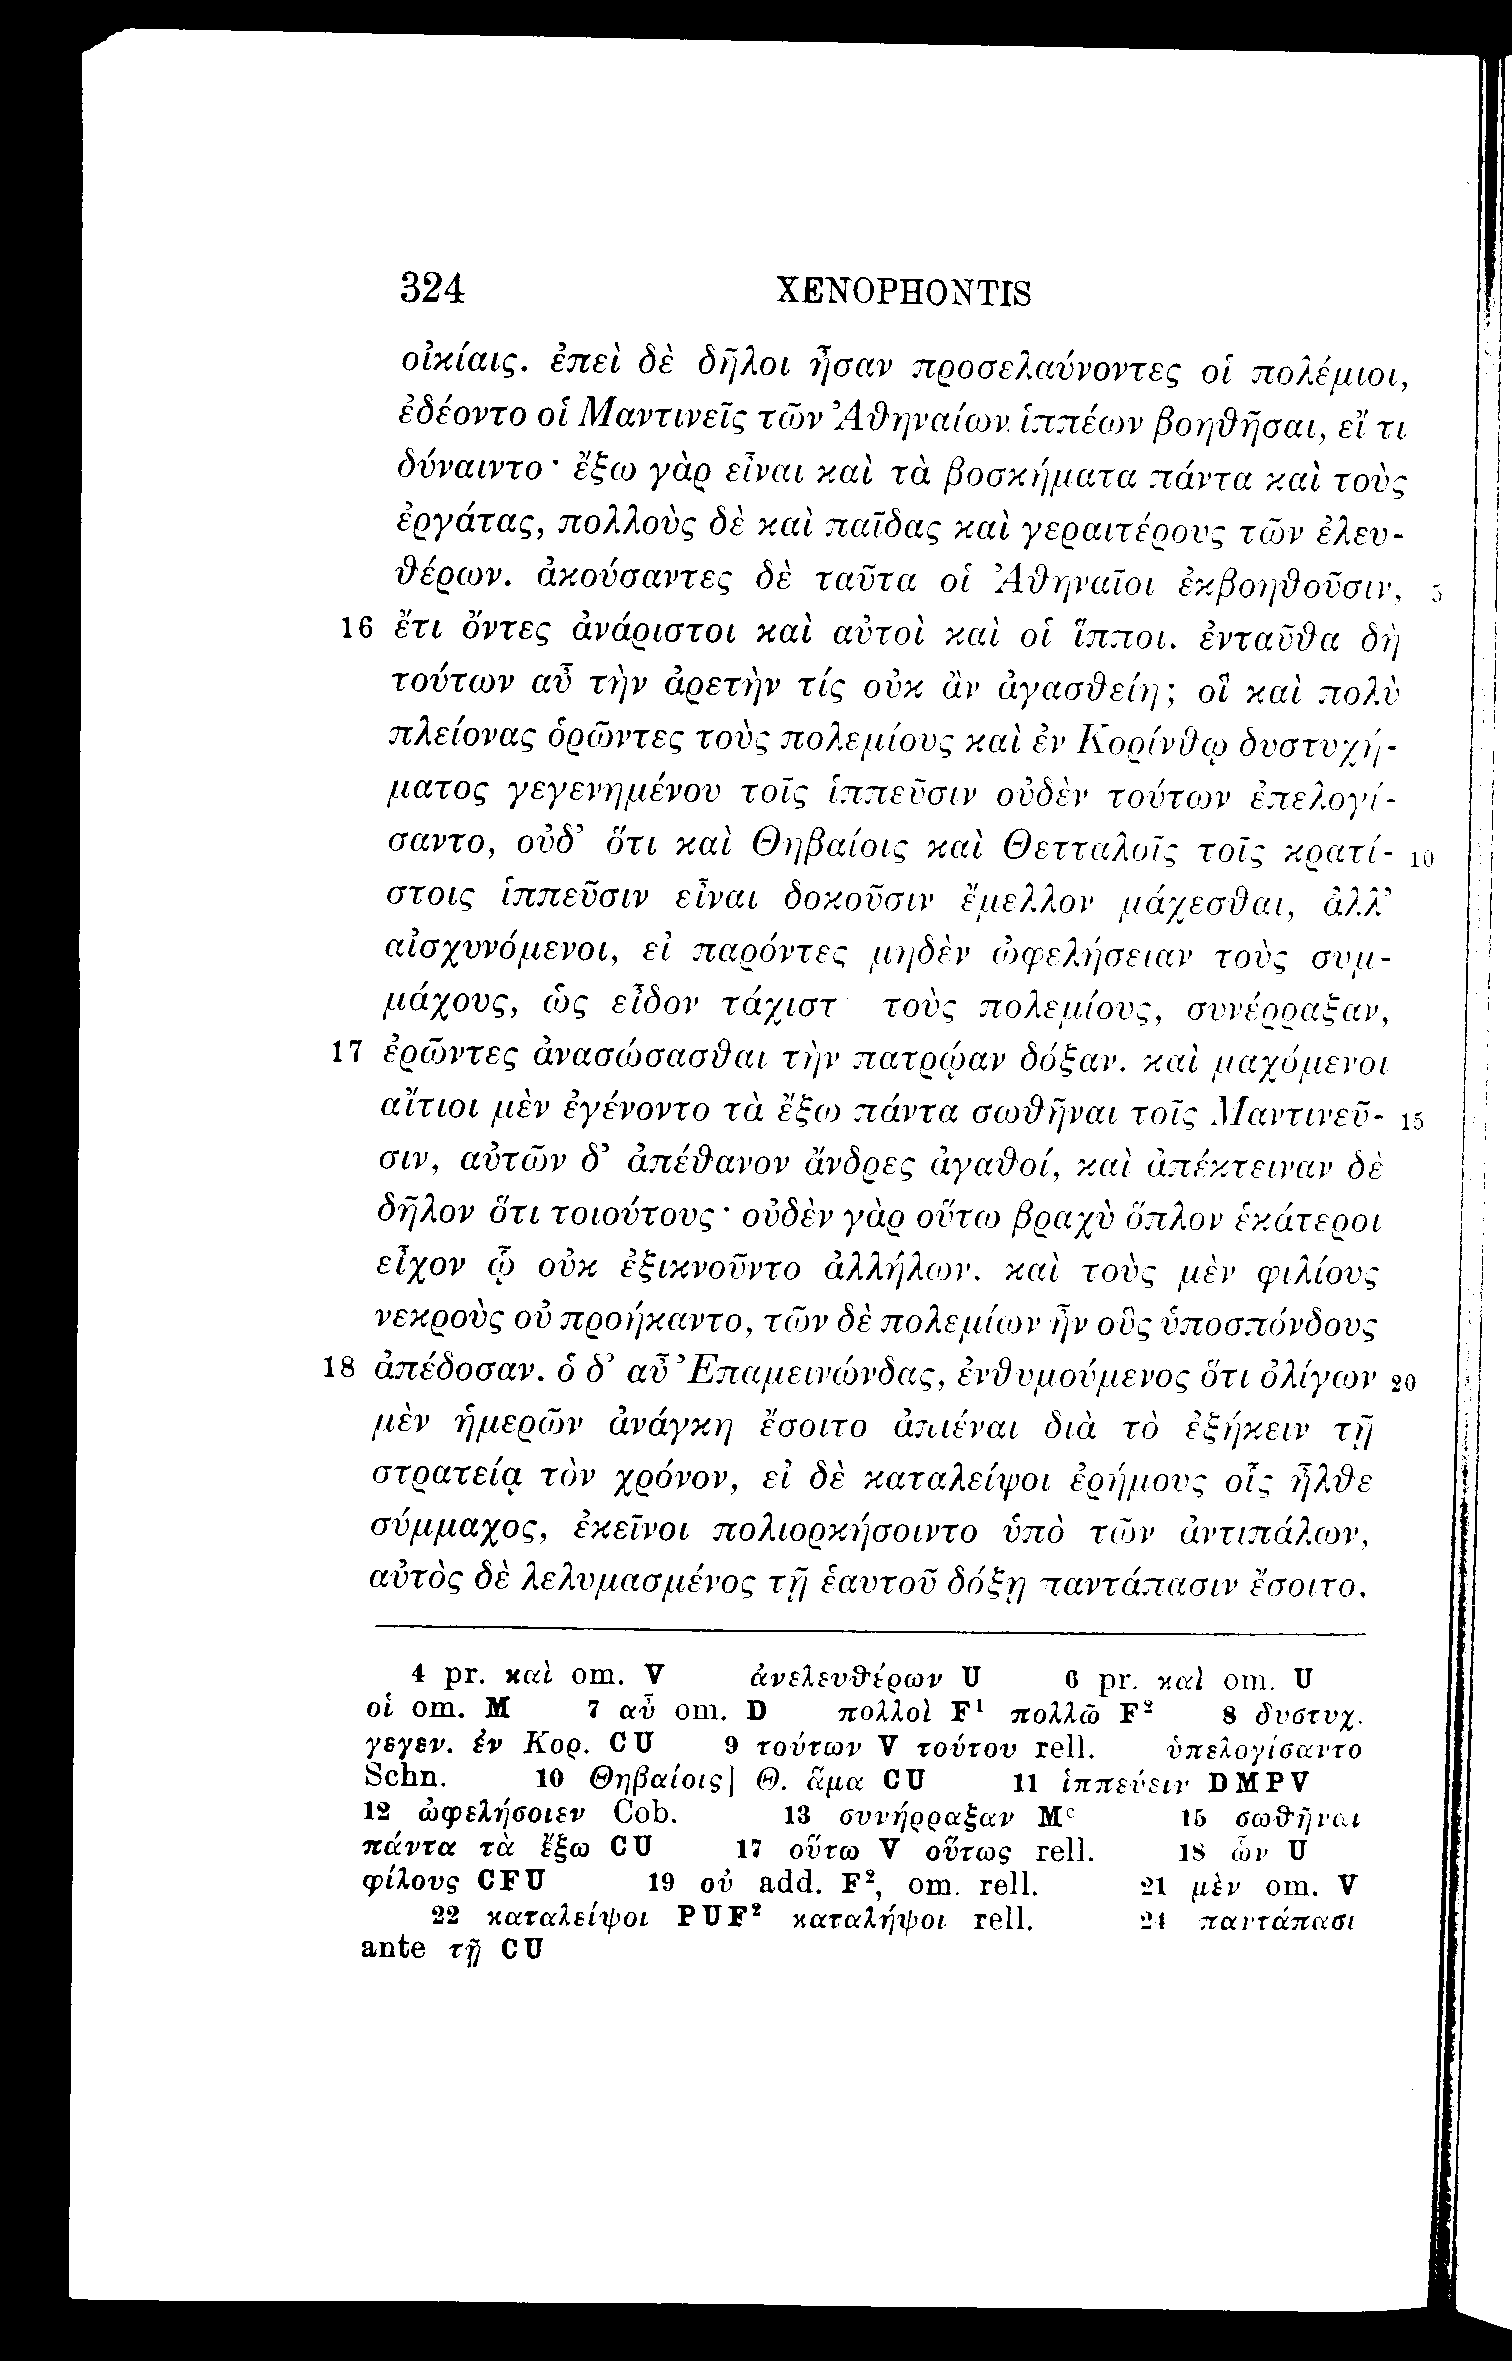 324 XENOPHONTIS
οἰκίαις. ἐπεὶ δὲ δῆλοι ἦσαν προσελαύνοντες οἱ πολέμιοι,
ἐδέοντο οἱ Μαντινεῖς τῶν Ἀθηναίων ἱππέων βοηθῆσαι, εἴ τι
δύναιντο· ἔξω γὰρ εἶναι καὶ τὰ βοσκήματα πάντα καὶ τοὺς
ἐργάτας, πολλοὺς δὲ καὶ παῖδας καὶ γεραιτέρους τῶν ἐλευ-
θέρων. ἀκούσαντες δὲ ταῦτα οἱ Ἀθηναῖοι ἐκβοηθοῦσιν, 5
16 ἔτι ὄντες ἀνάριστοι καὶ αὐτοὶ καὶ οἱ ἵπποι. ἐνταῦθα δὴ
τούτων αὖ τὴν ἀρετὴν τίς οὐκ ἂν ἀγασθείη; οἳ καὶ πολὺ
πλείονας ὁρῶντες τοὺς πολεμίους καὶ ἐν Κορίνθῳ δυστυχή-
ματος γεγενημένου τοῖς ἱππεῦσιν οὐδὲν τούτων ἐπελογί-
σαντο, οὐδ’ ὅτι καὶ Θηβαίοις καὶ Θετταλοῖς τοῖς κρατί- 10
στοις ἱππεῦσιν εἶναι δοκοῦσιν ἔμελλον μάχεσθαι, ἀλλ’
αἰσχυνόμενοι, εἰ παρόντες μηδὲν ὠφελήσειαν τοὺς συμ-
μάχους, ὡς εἶδον τάχιστ τοὺς πολεμίους, συνέρραξαν,
17 ἐρῶντες ἀνασώσασθαι τὴν πατρῴαν δόξαν. καὶ μαχόμενοι
αἴτιοι μὲν ἐγένοντο τὰ ἔξω πάντα σωθῆναι τοῖς Μαντινεῦ- 15
σιν, αὐτῶν δ’ ἀπέθανον ἄνδρες ἀγαθοί, καὶ ἀπέκτειναν δὲ
δῆλον ὅτι τοιούτους· οὐδὲν γὰρ οὕτω βραχὺ ὅπλον ἑκάτεροι
εἶχον ᾧ οὐκ ἐξικνοῦντο ἀλλήλων. καὶ τοὺς μὲν φιλίους
νεκροὺς οὐ προήκαντο, τῶν δὲ πολεμίων ἦν οὓς ὑποσπόνδους
18 ἀπέδοσαν. ὁ δ’ αὖ Ἐπαμεινώνδας, ἐνθυμούμενος ὅτι ὀλίγων 20
μὲν ἡμερῶν ἀνάγκη ἔσοιτο ἀπιέναι διὰ τὸ ἐξήκειν τῇ
στρατείᾳ τὸν χρόνον, εἰ δὲ καταλείψοι ἐρήμους οἷς ἦλθε
σύμμαχος, ἐκεῖνοι πολιορκήσοιντο ὑπὸ τῶν ἀντιπάλων,
αὐτὸς δὲ λελυμασμένος τῇ ἑαυτοῦ δόξῃ παντάπασιν ἔσοιτο.
4 pr. καὶ om. V ἀνελευθέρων U 6 pr. καὶ om. U
οἱ om. M 7 αὖ om. D πολλοὶ F¹ πολλῶ F² 8 δυστυχ.
γεγεν. ἐν Κορ. CU 9 τούτων V τούτου rell. ὑπελογίσαντο
Schn. 10 Θηβαίοις] Θ. ἅμα CU 11 ἱππεύειν DMPV
12 ὠφελήσοιεν Cob. 13 συνήρραξαν Mᶜ 15 σωθῆναι
πάντα τὰ ἔξω CU 17 οὕτω V οὕτως rell. 18 ὧν U
φίλους CFU 19 οὐ add. F², om. rell. 21 μὲν om. V
22 καταλείψοι PUF² καταλήψοι rell. 24 παντάπασι
ante τῇ CU